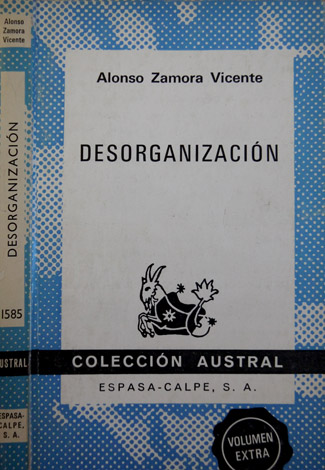 Alonso
Zamora
Vicente
DESORGANIZACIÓN
1585
AUSTRAL
ESPASA-
CALPE,
S. A.
Alonso Zamora Vicente
DESORGANIZACIÓN
COLECCIÓN AUSTRAL
ESPASA-CALPE, S. A.
VOLUMEN
EXTRA